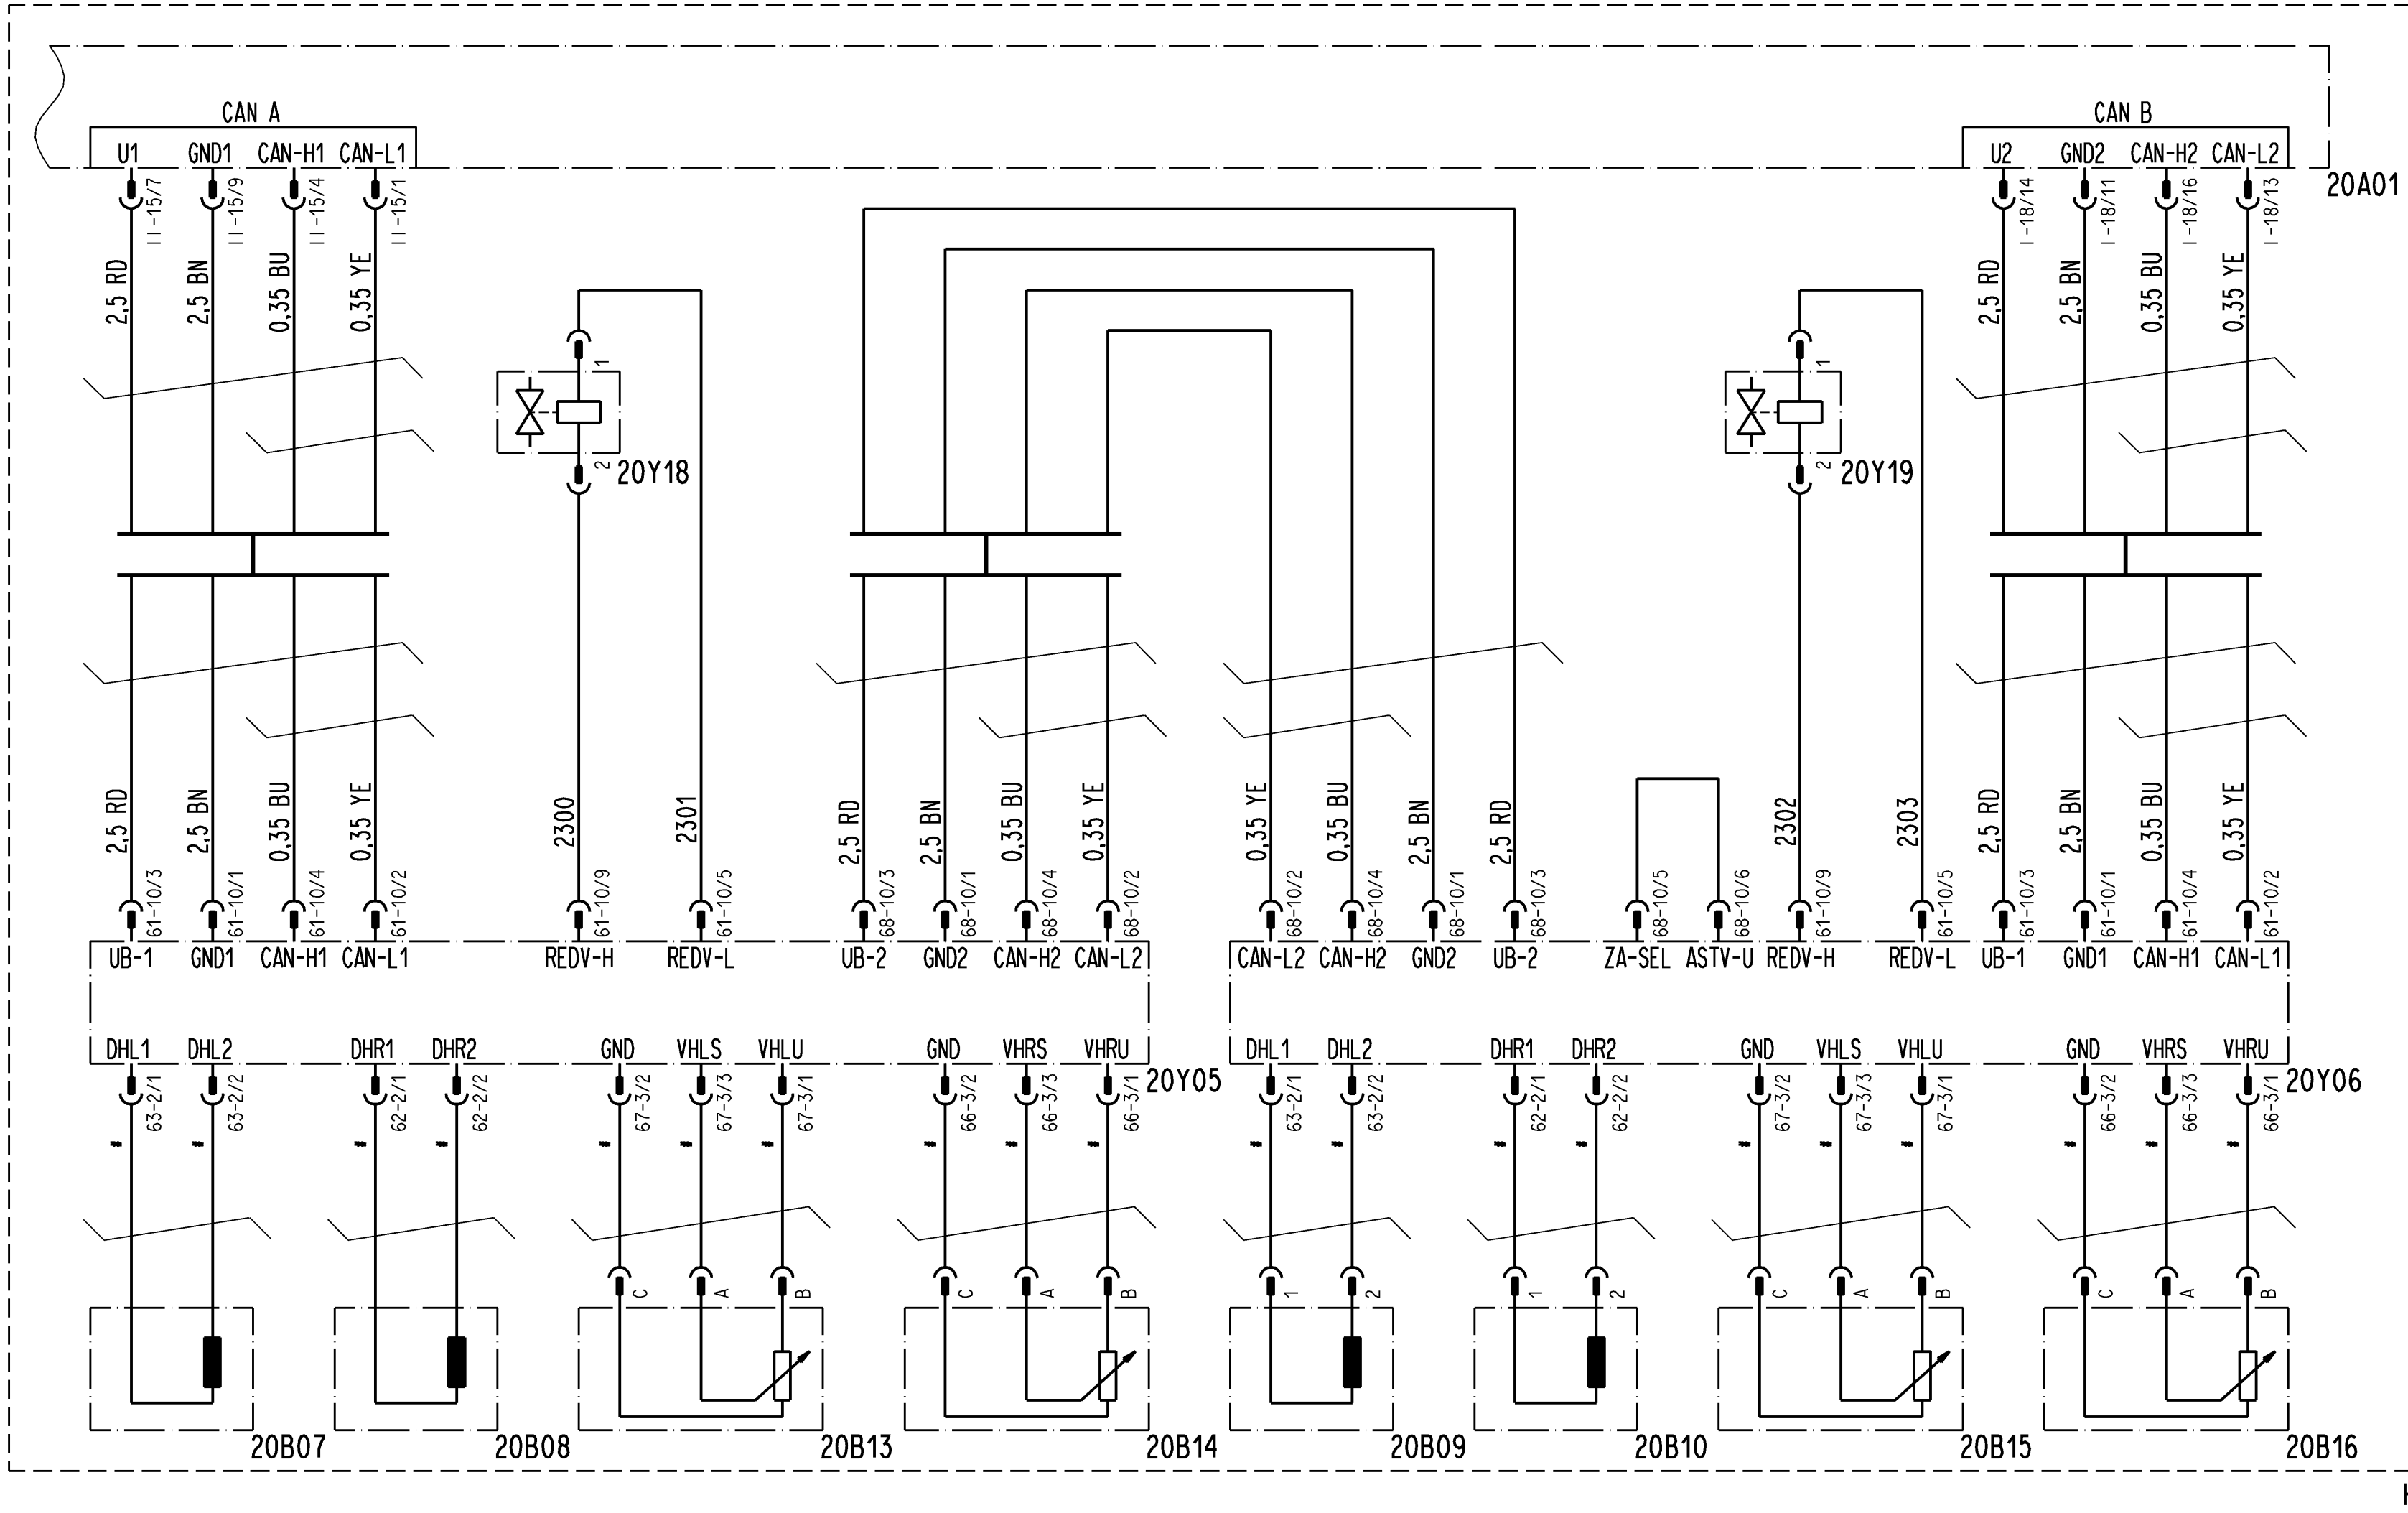 CAN A
CAN B
U1 GND1 CAN-H1 CAN-L1
U2 GND2 CAN-H2 CAN-L2
20A01
II-15/7 II-15/9 II-15/4 II-15/1
I-18/14 I-18/11 I-18/16 I-18/13
2,5 RD 2,5 BN 0,35 BU 0,35 YE
2,5 RD 2,5 BN 0,35 BU 0,35 YE
1
1
2 20Y18
2 20Y19
2,5 RD 2,5 BN 0,35 BU 0,35 YE 2300 2301 2,5 RD 2,5 BN 0,35 BU 0,35 YE 0,35 YE 0,35 BU 2,5 BN 2,5 RD 2302 2303 2,5 RD 2,5 BN 0,35 BU 0,35 YE
61-10/3 61-10/1 61-10/4 61-10/2 61-10/9 61-10/5 68-10/3 68-10/1 68-10/4 68-10/2 68-10/2 68-10/4 68-10/1 68-10/3 68-10/5 68-10/6 61-10/9 61-10/5 61-10/3 61-10/1 61-10/4 61-10/2
UB-1 GND1 CAN-H1 CAN-L1 REDV-H REDV-L UB-2 GND2 CAN-H2 CAN-L2 CAN-L2 CAN-H2 GND2 UB-2 ZA-SEL ASTV-U REDV-H REDV-L UB-1 GND1 CAN-H1 CAN-L1
DHL1 DHL2 DHR1 DHR2 GND VHLS VHLU GND VHRS VHRU DHL1 DHL2 DHR1 DHR2 GND VHLS VHLU GND VHRS VHRU
20Y05 20Y06
63-2/1 63-2/2 62-2/1 62-2/2 67-3/2 67-3/3 67-3/1 66-3/2 66-3/3 66-3/1 63-2/1 63-2/2 62-2/1 62-2/2 67-3/2 67-3/3 67-3/1 66-3/2 66-3/3 66-3/1
# # # # # # # # # # # # # # # # # # # #
C A B C A B 1 2 1 2 C A B C A B
20B07 20B08 20B13 20B14 20B09 20B10 20B15 20B16